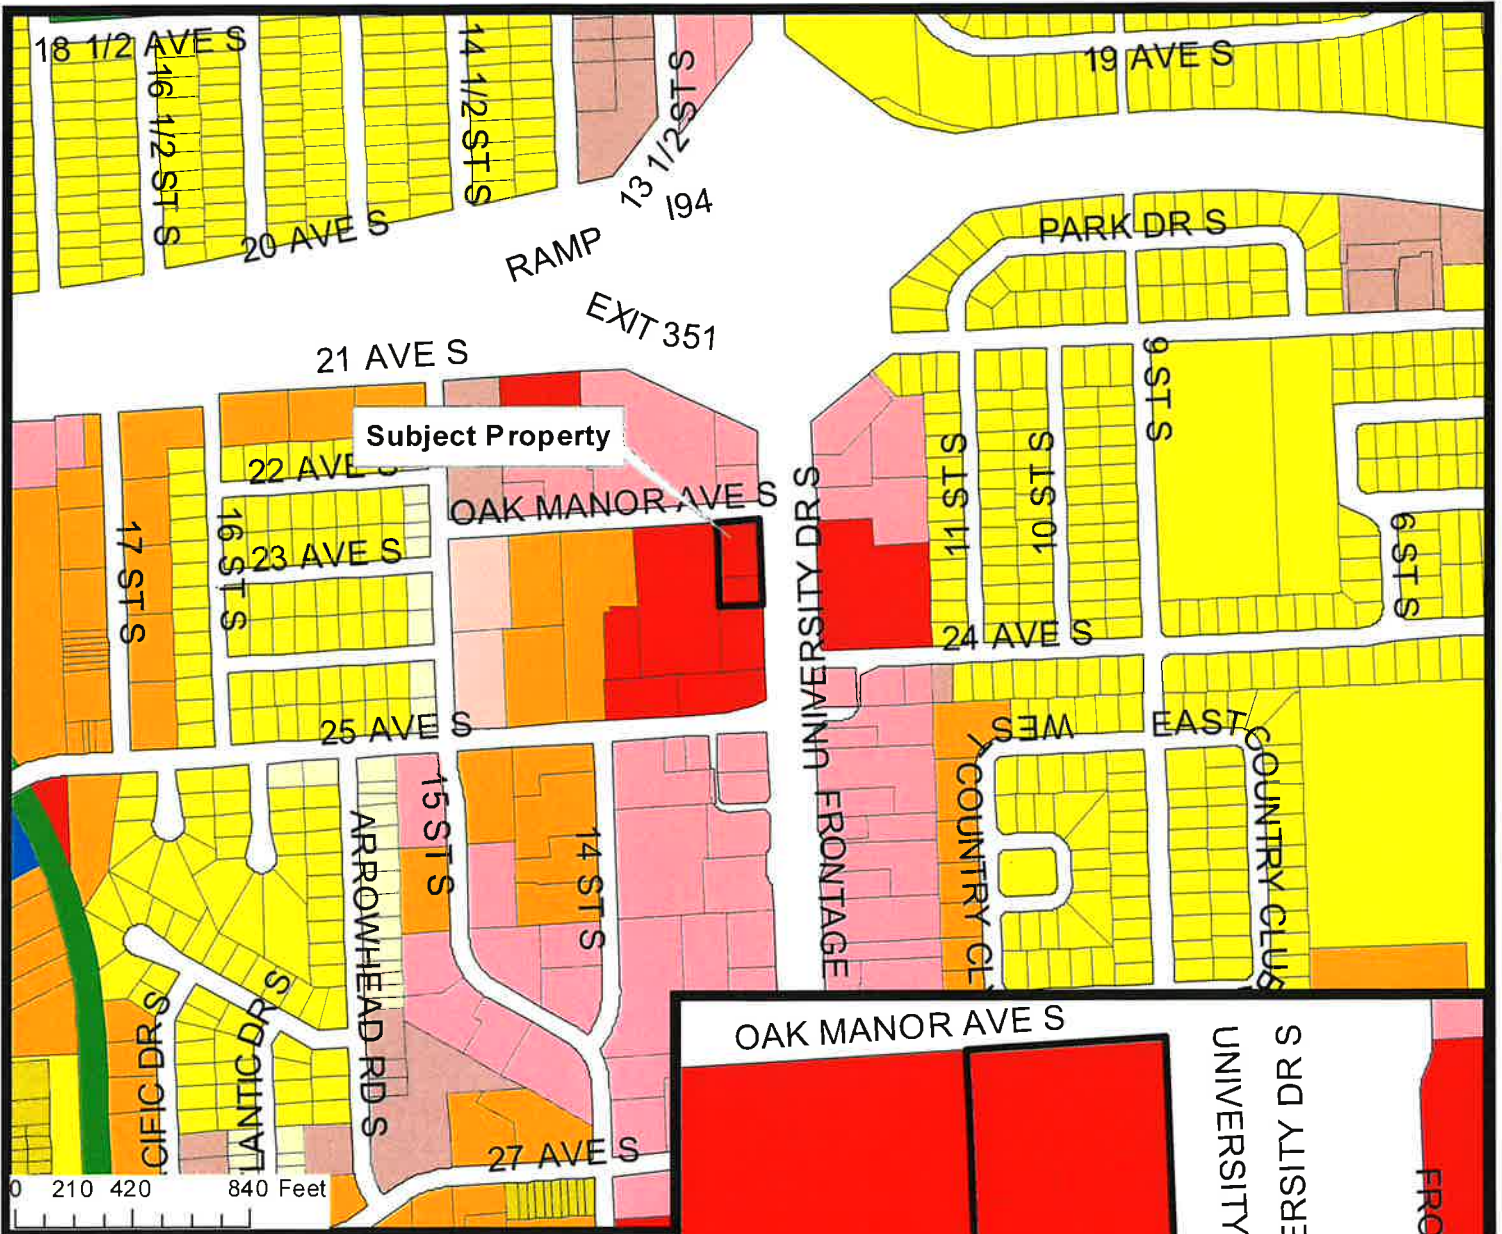 18 1/2 AVE S
16 1/2 ST S
14 1/2 ST S
13 1/2 ST S
19 AVE S
20 AVE S
RAMP
I94
EXIT 351
PARK DR S
21 AVE S
9 ST S
Subject Property
22 AVE S
OAK MANOR AVE S
UNIVERSITY DR S
11 ST S
10 ST S
17 ST S
16 ST S
23 AVE S
6 ST S
24 AVE S
25 AVE S
WEST COUNTRY CL
EAST COUNTRY CLUB
15 ST S
14 ST S
ARROWHEAD RD S
UN FRONTAGE
CIFIC DR S
LANTIC DR S
27 AVE S
0 210 420 840 Feet
OAK MANOR AVE S
UNIVERSITY
ERSITY DR S
FRO